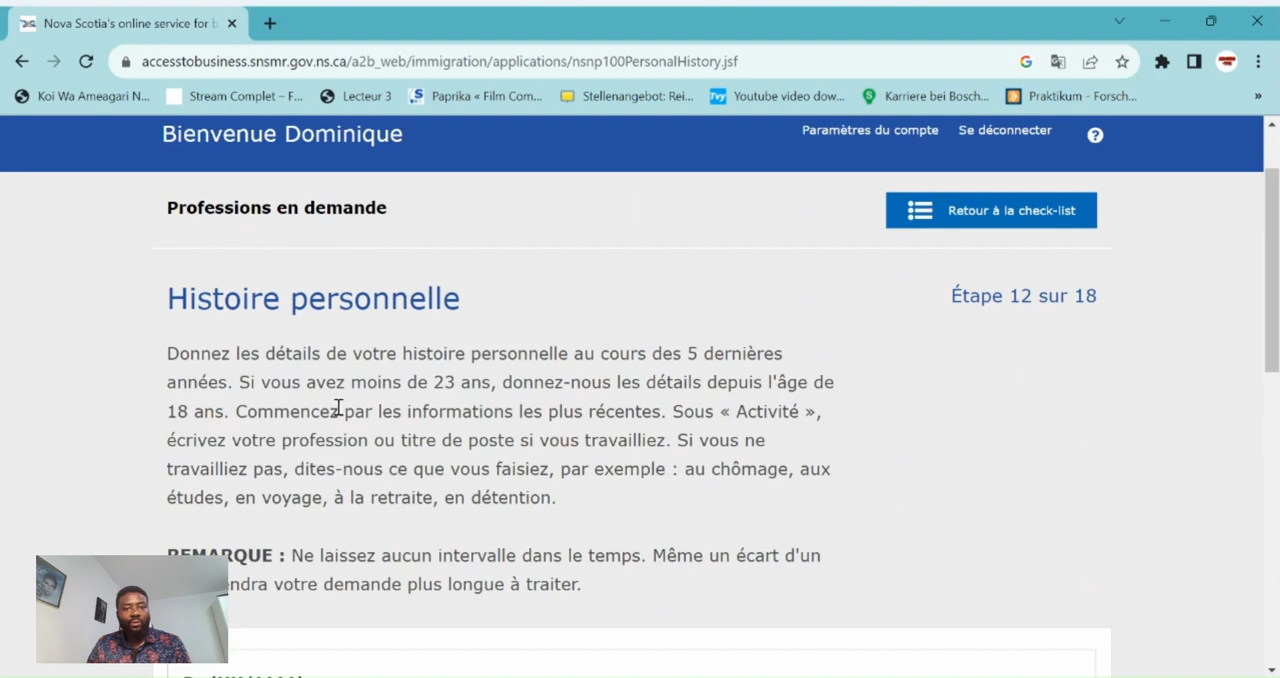 Nova Scotia's online service for b
accesstobusiness.snsmr.gov.ns.ca/a2b_web/immigration/applications/nsnp100PersonalHistory.jsf
Koi Wa Ameagari N... Stream Complet – F... Lecteur 3 Paprika « Film Com... Stellenangebot: Rei... Youtube video dow... Karriere bei Bosch... Praktikum - Forsch... »
Bienvenue Dominique Paramètres du compte Se déconnecter ?
Professions en demande Retour à la check-list
Histoire personnelle Étape 12 sur 18
Donnez les détails de votre histoire personnelle au cours des 5 dernières
années. Si vous avez moins de 23 ans, donnez-nous les détails depuis l'âge de
18 ans. Commencez par les informations les plus récentes. Sous « Activité »,
écrivez votre profession ou titre de poste si vous travailliez. Si vous ne
travailliez pas, dites-nous ce que vous faisiez, par exemple : au chômage, aux
études, en voyage, à la retraite, en détention.
REMARQUE : Ne laissez aucun intervalle dans le temps. Même un écart d'un
endra votre demande plus longue à traiter.